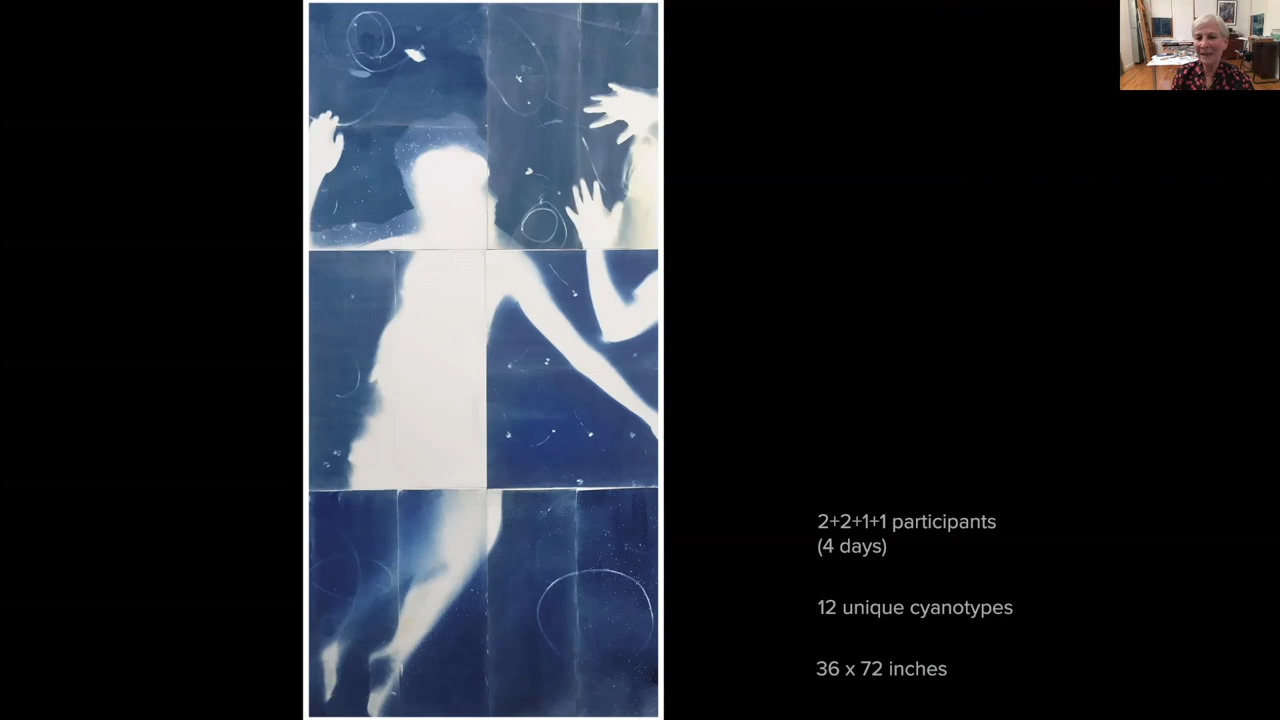 2+2+1+1 participants
(4 days)
12 unique cyanotypes
36 x 72 inches